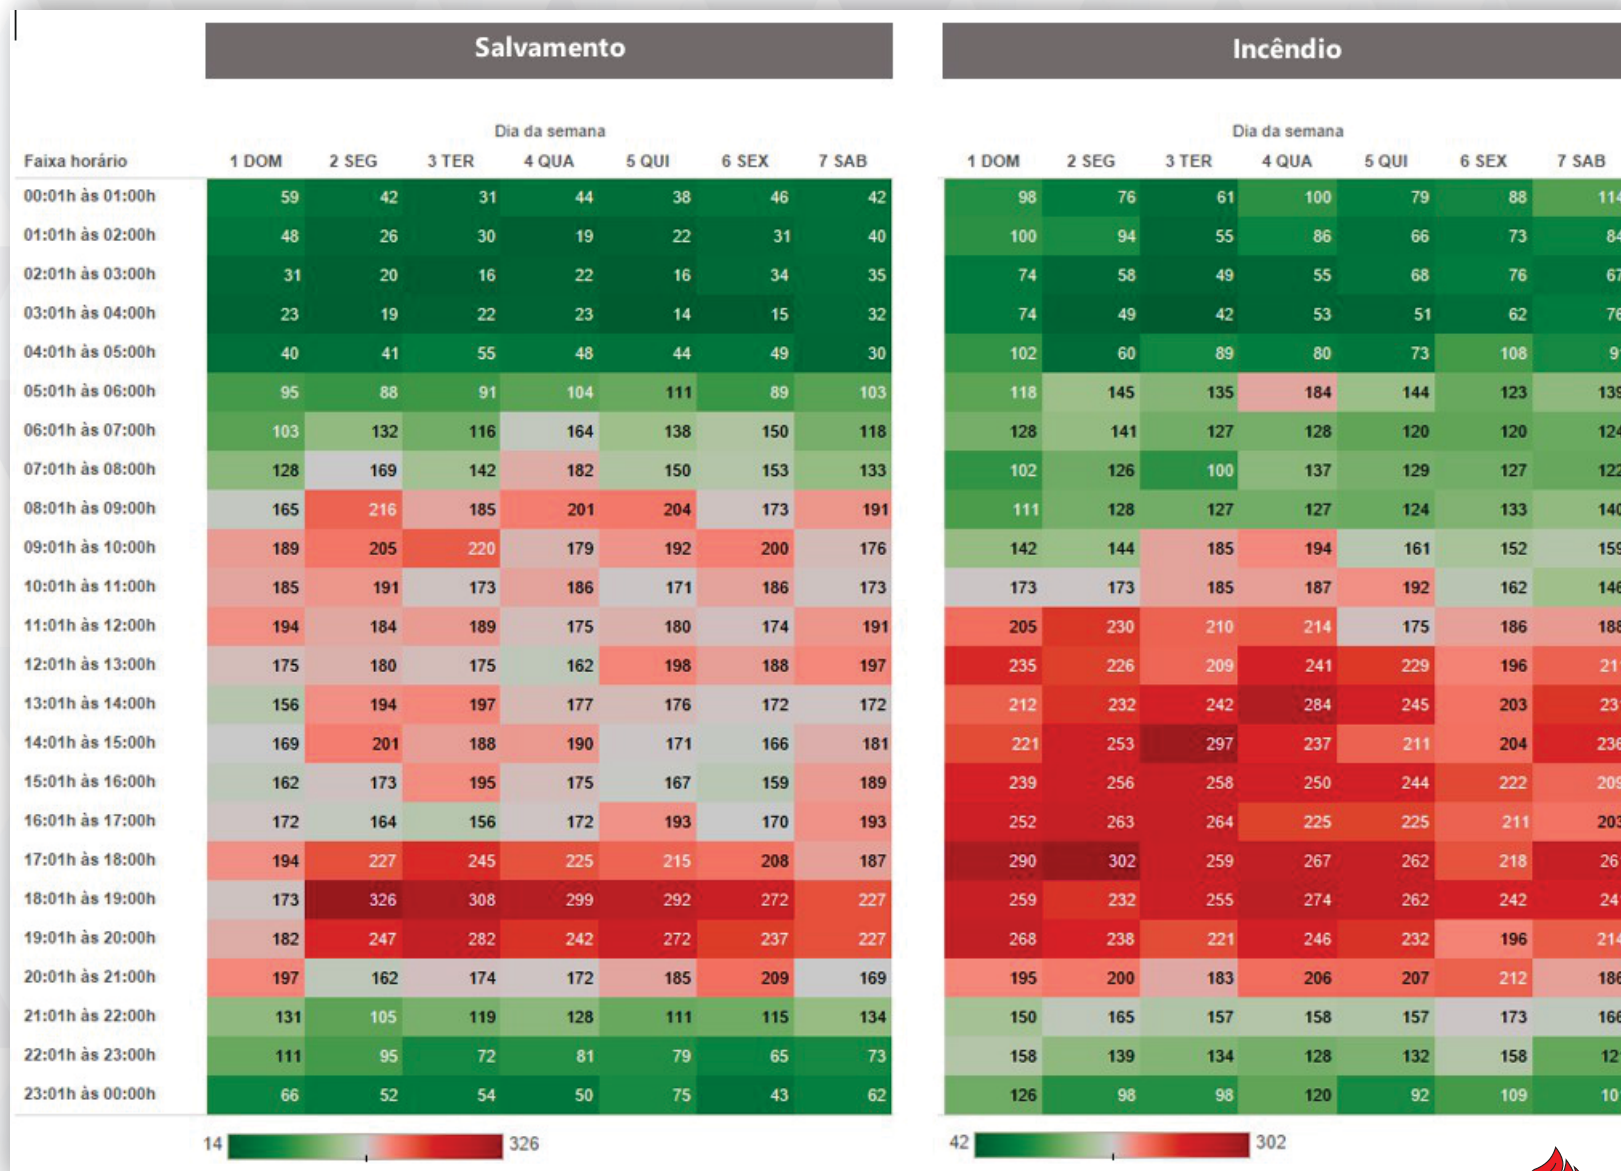 Salvamento Incêndio
Dia da semana Dia da semana
Faixa horário 1 DOM 2 SEG 3 TER 4 QUA 5 QUI 6 SEX 7 SAB 1 DOM 2 SEG 3 TER 4 QUA 5 QUI 6 SEX 7 SAB
00:01h às 01:00h 59 42 31 44 38 46 42 98 76 61 100 79 88 114
01:01h às 02:00h 48 26 30 19 22 31 40 100 94 55 86 66 73 84
02:01h às 03:00h 31 20 16 22 16 34 35 74 58 49 55 68 76 67
03:01h às 04:00h 23 19 22 23 14 15 32 74 49 42 53 51 62 76
04:01h às 05:00h 40 41 55 48 44 49 30 102 60 89 80 73 108
05:01h às 06:00h 95 88 91 104 111 89 103 118 145 135 184 144 123 139
06:01h às 07:00h 103 132 116 164 138 150 118 128 141 127 128 120 120 124
07:01h às 08:00h 128 169 142 182 150 153 133 102 126 100 137 129 127 122
08:01h às 09:00h 165 216 185 201 204 173 191 111 128 127 127 124 133 140
09:01h às 10:00h 189 205 220 179 192 200 176 142 144 185 194 161 152 159
10:01h às 11:00h 185 191 173 186 171 186 173 173 173 185 187 192 162 146
11:01h às 12:00h 194 184 189 175 180 174 191 205 230 210 214 175 186 188
12:01h às 13:00h 175 180 175 162 198 188 197 235 226 209 241 229 196
13:01h às 14:00h 156 194 197 177 176 172 172 212 232 242 284 245 203
14:01h às 15:00h 169 201 188 190 171 166 181 221 253 297 237 211 204 236
15:01h às 16:00h 162 173 195 175 167 159 189 239 256 258 250 244 222 209
16:01h às 17:00h 172 164 156 172 193 170 193 252 263 264 225 225 211 203
17:01h às 18:00h 194 227 245 225 215 208 187 290 302 259 267 262 218
18:01h às 19:00h 173 326 308 299 292 272 227 259 232 255 274 262 242
19:01h às 20:00h 182 247 282 242 272 237 227 268 238 221 246 232 196 214
20:01h às 21:00h 197 162 174 172 185 209 169 195 200 183 206 207 212 186
21:01h às 22:00h 131 105 119 128 111 115 134 150 165 157 158 157 173 166
22:01h às 23:00h 111 95 72 81 79 65 73 158 139 134 128 132 158
23:01h às 00:00h 66 52 54 50 75 43 62 126 98 98 120 92 109
14 326 42 302